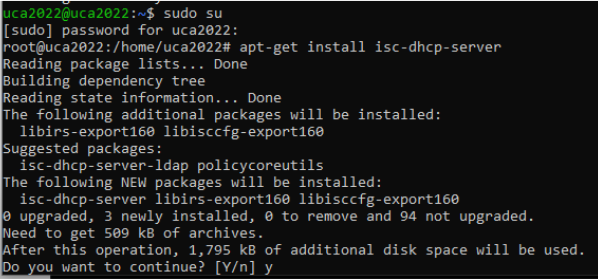 uca2022@uca2022:~$ sudo su
[sudo] password for uca2022:
root@uca2022:/home/uca2022# apt-get install isc-dhcp-server
Reading package lists... Done
Building dependency tree
Reading state information... Done
The following additional packages will be installed:
  libirs-export160 libisccfg-export160
Suggested packages:
  isc-dhcp-server-ldap policycoreutils
The following NEW packages will be installed:
  isc-dhcp-server libirs-export160 libisccfg-export160
0 upgraded, 3 newly installed, 0 to remove and 94 not upgraded.
Need to get 509 kB of archives.
After this operation, 1,795 kB of additional disk space will be used.
Do you want to continue? [Y/n] y